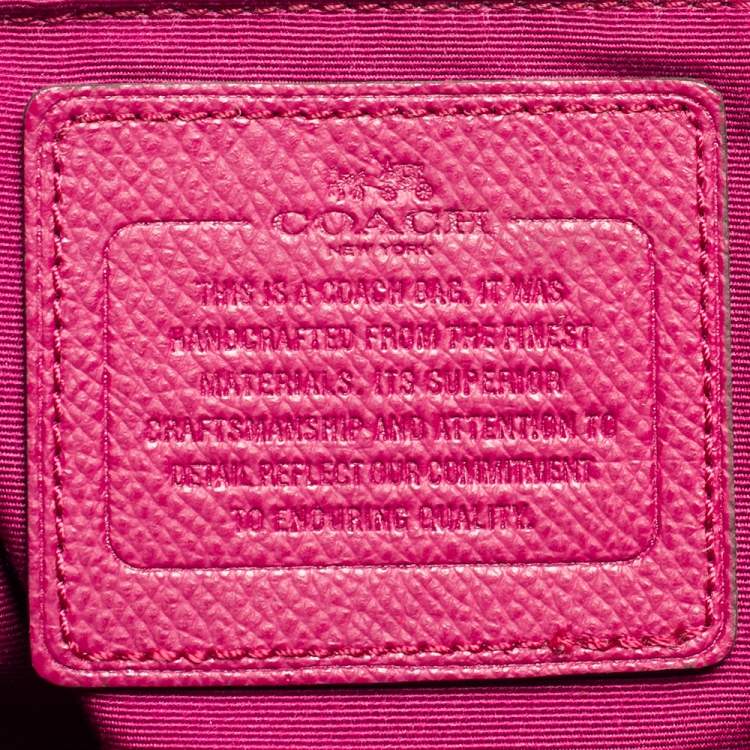 COACH
NEW YORK
THIS IS A COACH BAG. IT WAS
HANDCRAFTED FROM THE FINEST
MATERIALS. ITS SUPERIOR
CRAFTSMANSHIP AND ATTENTION TO
DETAIL REFLECT OUR COMMITMENT
TO ENDURING QUALITY.